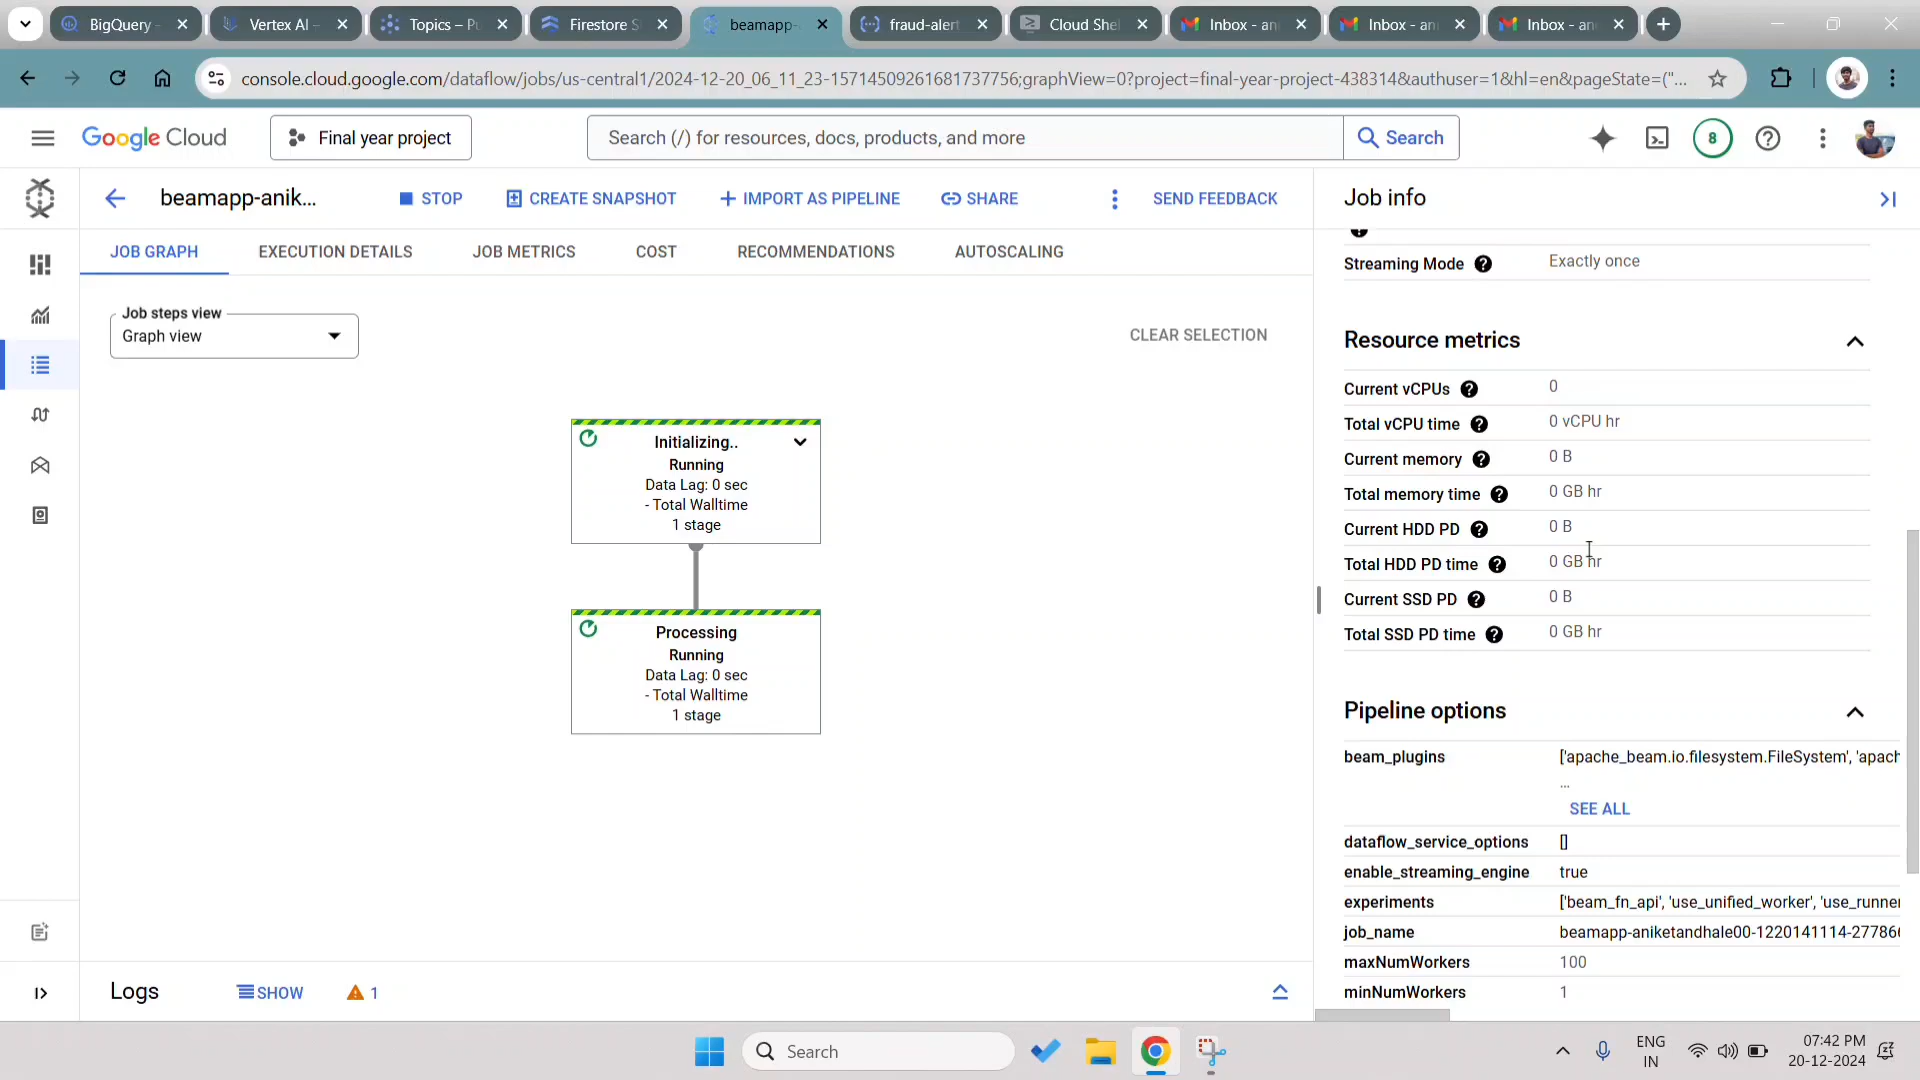 BigQuery -
Vertex AI -
Topics – P
Firestore S
beamapp-
fraud-alert
Cloud She
Inbox - an
Inbox - an
Inbox - an
console.cloud.google.com/dataflow/jobs/us-central1/2024-12-20_06_11_23-15714509261681737756;graphView=0?project=final-year-project-438314&authuser=1&hl=en&pageState=("...
Google Cloud
Final year project
Search (/) for resources, docs, products, and more
Search
8
beamapp-anik...
STOP
CREATE SNAPSHOT
IMPORT AS PIPELINE
SHARE
SEND FEEDBACK
Job info
JOB GRAPH
EXECUTION DETAILS
JOB METRICS
COST
RECOMMENDATIONS
AUTOSCALING
Job steps view
Graph view
CLEAR SELECTION
Initializing..
Running
Data Lag: 0 sec
- Total Walltime
1 stage
Processing
Running
Data Lag: 0 sec
- Total Walltime
1 stage
Streaming Mode Exactly once
Resource metrics
Current vCPUs 0
Total vCPU time 0 vCPU hr
Current memory 0 B
Total memory time 0 GB hr
Current HDD PD 0 B
Total HDD PD time 0 GB hr
Current SSD PD 0 B
Total SSD PD time 0 GB hr
Pipeline options
beam_plugins ['apache_beam.io.filesystem.FileSystem', 'apach
...
SEE ALL
dataflow_service_options []
enable_streaming_engine true
experiments ['beam_fn_api', 'use_unified_worker', 'use_runner
job_name beamapp-aniketandhale00-1220141114-27786
maxNumWorkers 100
minNumWorkers 1
Logs
SHOW
1
Search
ENG
IN
07:42 PM
20-12-2024